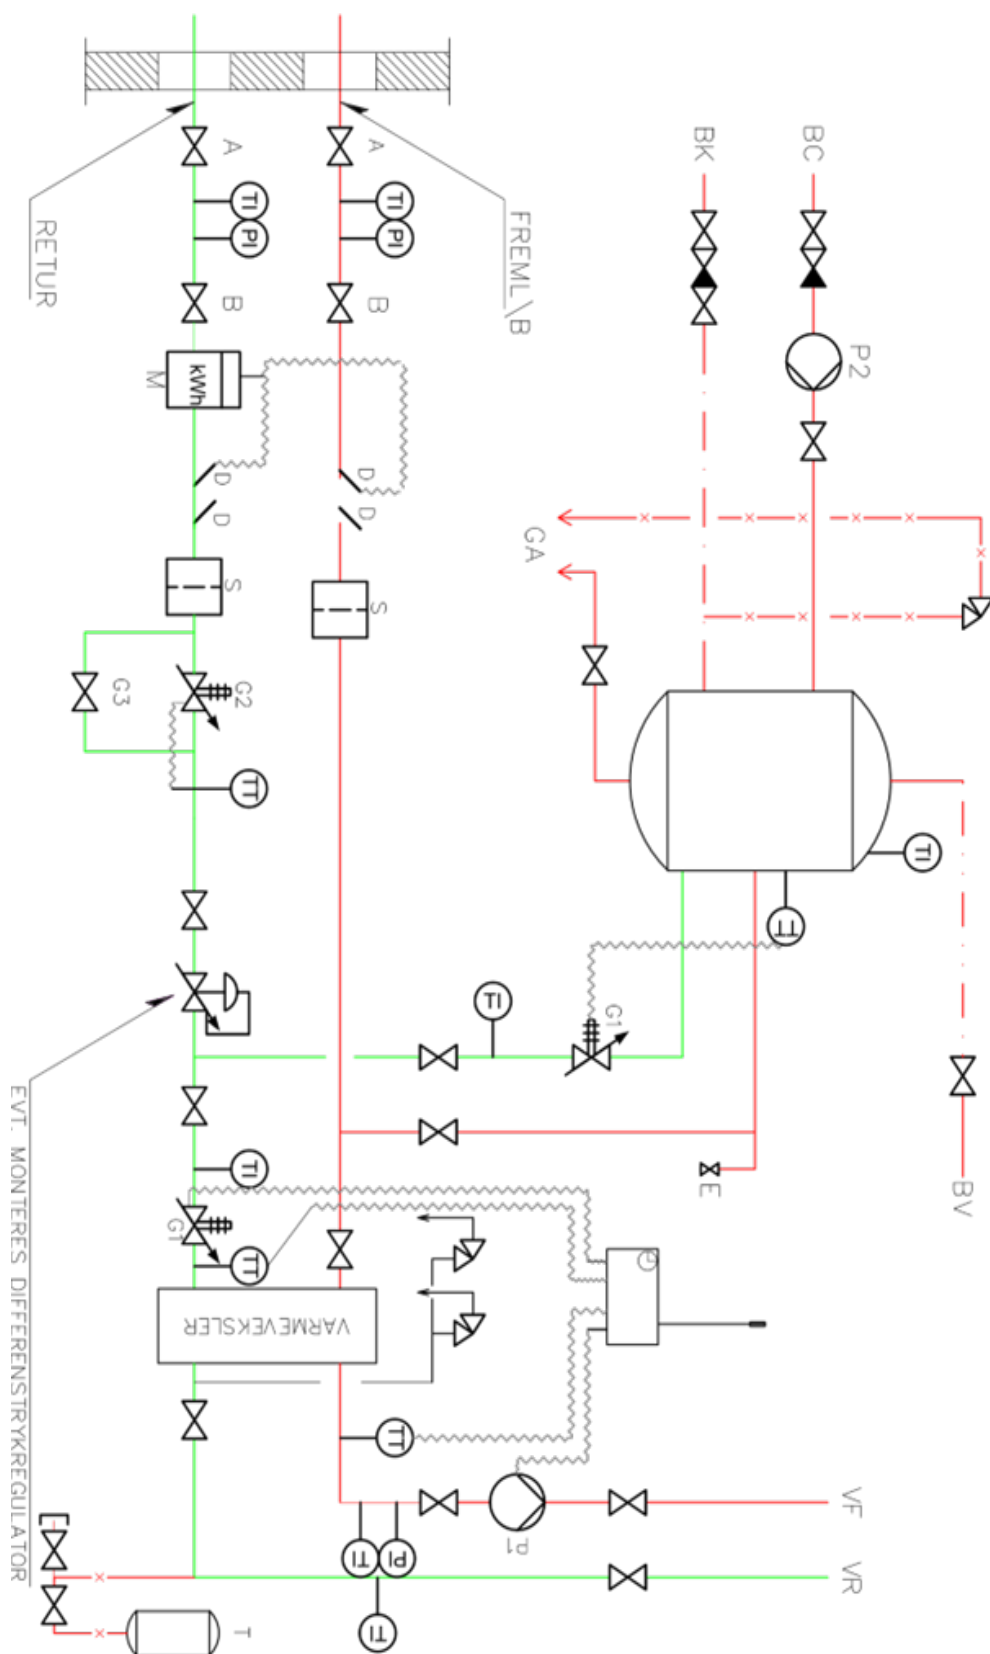 BK
BC
A
A
TI
PI
TI
PI
RETUR
FREML\B
B
B
P2
M
kWh
D
D
D
D
GA
S
S
G3
G2
TT
TI
TT
TI
G1
EVT. MONTERES DIFFERENSTRYKREGULATOR
TI
E
BV
G1
TT
VARMEVEKSLER
TT
P1
VF
TI
PI
VR
TI
T